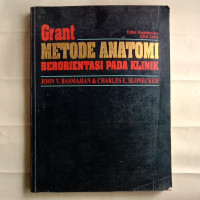 Grant
METODE ANATOMI
BERORIENTASI PADA KLINIK
JOHN V. BASMAJIAN & CHARLES E. SLONECKER